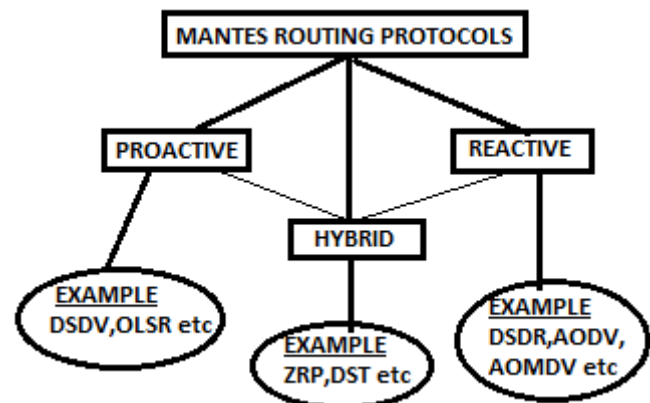 MANTES ROUTING PROTOCOLS
PROACTIVE
REACTIVE
HYBRID
EXAMPLE
DSDV,OLSR etc
EXAMPLE
ZRP,DST etc
EXAMPLE
DSDR,AODV,
AOMDV etc